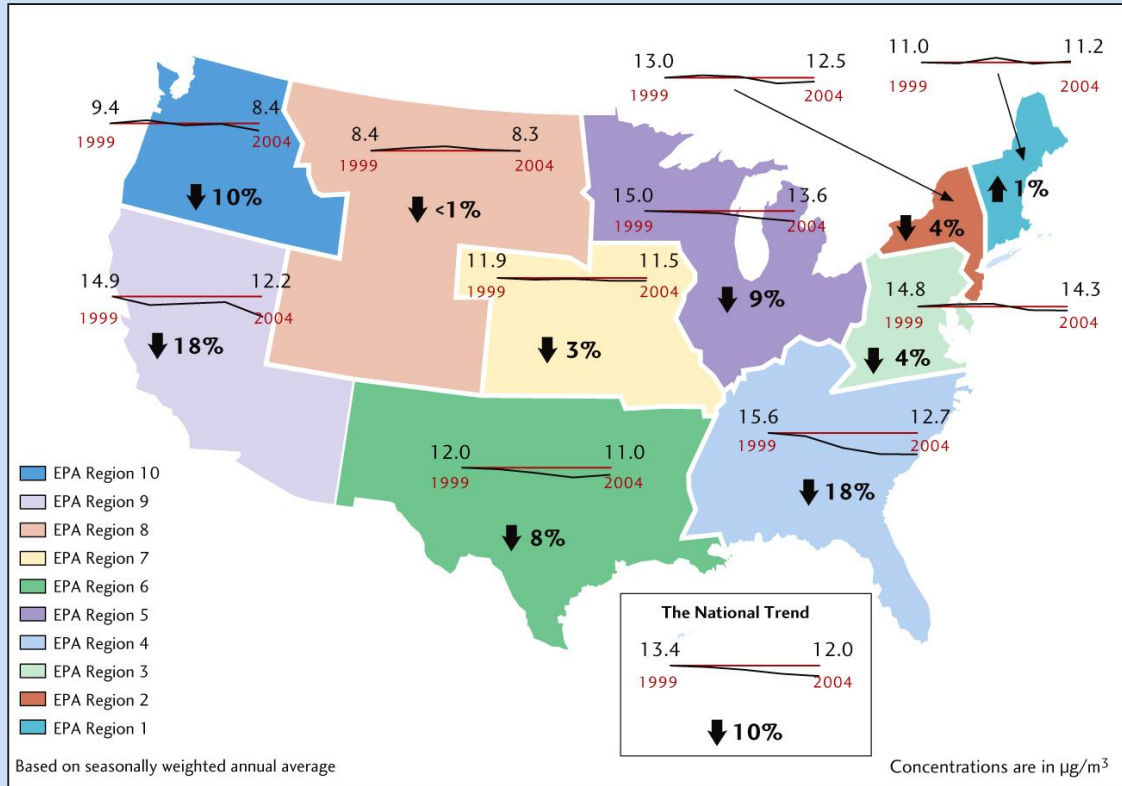 13.0 12.5
1999 2004
11.0 11.2
1999 2004
9.4 8.4
1999 2004
10%
8.4 8.3
1999 2004
<1%
15.0 13.6
1999 2004
9%
4%
1%
14.9 12.2
1999 2004
18%
11.9 11.5
1999 2004
3%
14.8 14.3
1999 2004
4%
12.0 11.0
1999 2004
8%
15.6 12.7
1999 2004
18%
EPA Region 10
EPA Region 9
EPA Region 8
EPA Region 7
EPA Region 6
EPA Region 5
EPA Region 4
EPA Region 3
EPA Region 2
EPA Region 1
The National Trend
13.4 12.0
1999 2004
10%
Based on seasonally weighted annual average
Concentrations are in µg/m³